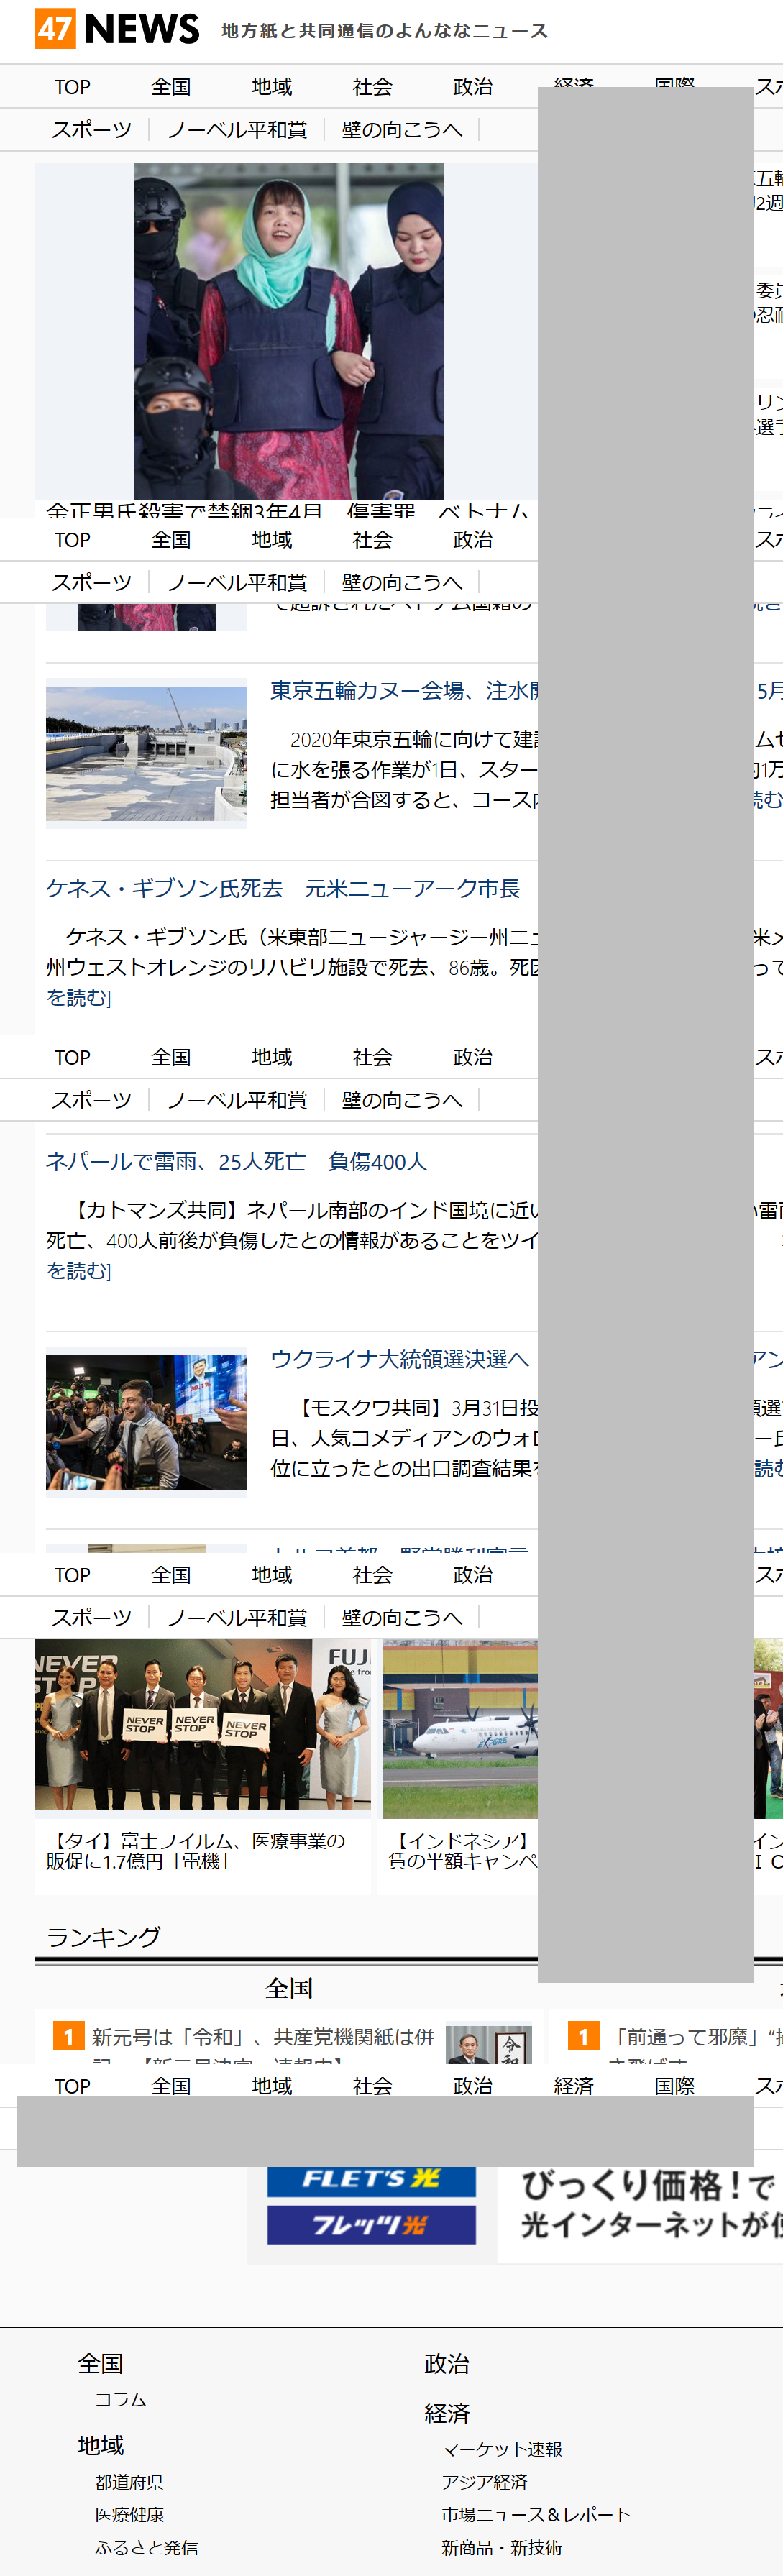 47 NEWS 地方紙と共同通信のよんななニュース
TOP 全国 地域 社会 政治 経済 国際
スポーツ ノーベル平和賞 壁の向こうへ
金正男氏殺害で禁錮3年4月 傷害罪 ベトナム
TOP 全国 地域 社会 政治
スポーツ ノーベル平和賞 壁の向こうへ
東京五輪カヌー会場、注水開 5月
2020年東京五輪に向けて建
に水を張る作業が1日、スター
担当者が合図すると、コース
ケネス・ギブソン氏死去 元米ニューアーク市長
ケネス・ギブソン氏（米東部ニュージャージー州ニュ
州ウェストオレンジのリハビリ施設で死去、86歳。死因
を読む]
TOP 全国 地域 社会 政治
スポーツ ノーベル平和賞 壁の向こうへ
ネパールで雷雨、25人死亡 負傷400人
【カトマンズ共同】ネパール南部のインド国境に近い
死亡、400人前後が負傷したとの情報があることをツイ
を読む]
ウクライナ大統領選決選へ
【モスクワ共同】3月31日投
日、人気コメディアンのウォロ
位に立ったとの出口調査結果を
TOP 全国 地域 社会 政治
スポーツ ノーベル平和賞 壁の向こうへ
NEVER STOP
NEVER STOP
NEVER STOP
【タイ】富士フイルム、医療事業の
販促に1.7億円［電機］
【インドネシア】
賃の半額キャンペ
ランキング
全国
1 新元号は「令和」、共産党機関紙は併
1 「前通って邪魔」
TOP 全国 地域 社会 政治 経済 国際
FLET'S光
フレッツ光
びっくり価格！で
光インターネットが
全国
コラム
地域
都道府県
医療健康
ふるさと発信
政治
経済
マーケット速報
アジア経済
市場ニュース＆レポート
新商品・新技術